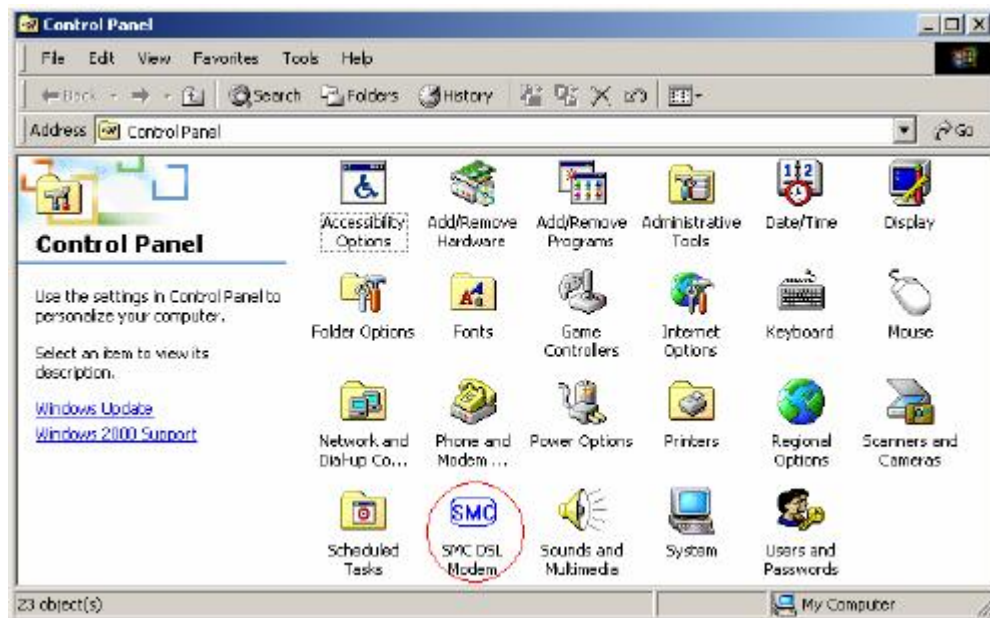 Control Panel
File Edit View Favorites Tools Help
Back Search Folders History
Address Control Panel Go
Control Panel
Use the settings in Control Panel to
personalize your computer.
Select an item to view its
description.
Windows Update
Windows 2000 Support
Accessibility Options
Add/Remove Hardware
Add/Remove Programs
Administrative Tools
Date/Time
12
Display
Folder Options
Fonts
Game Controllers
Internet Options
Keyboard
Mouse
Network and Dial-up Co...
Phone and Modem ...
Power Options
Printers
Regional Options
Scanners and Cameras
Scheduled Tasks
SMC
SMC DSL Modem
Sounds and Multimedia
System
Users and Passwords
23 object(s)
My Computer